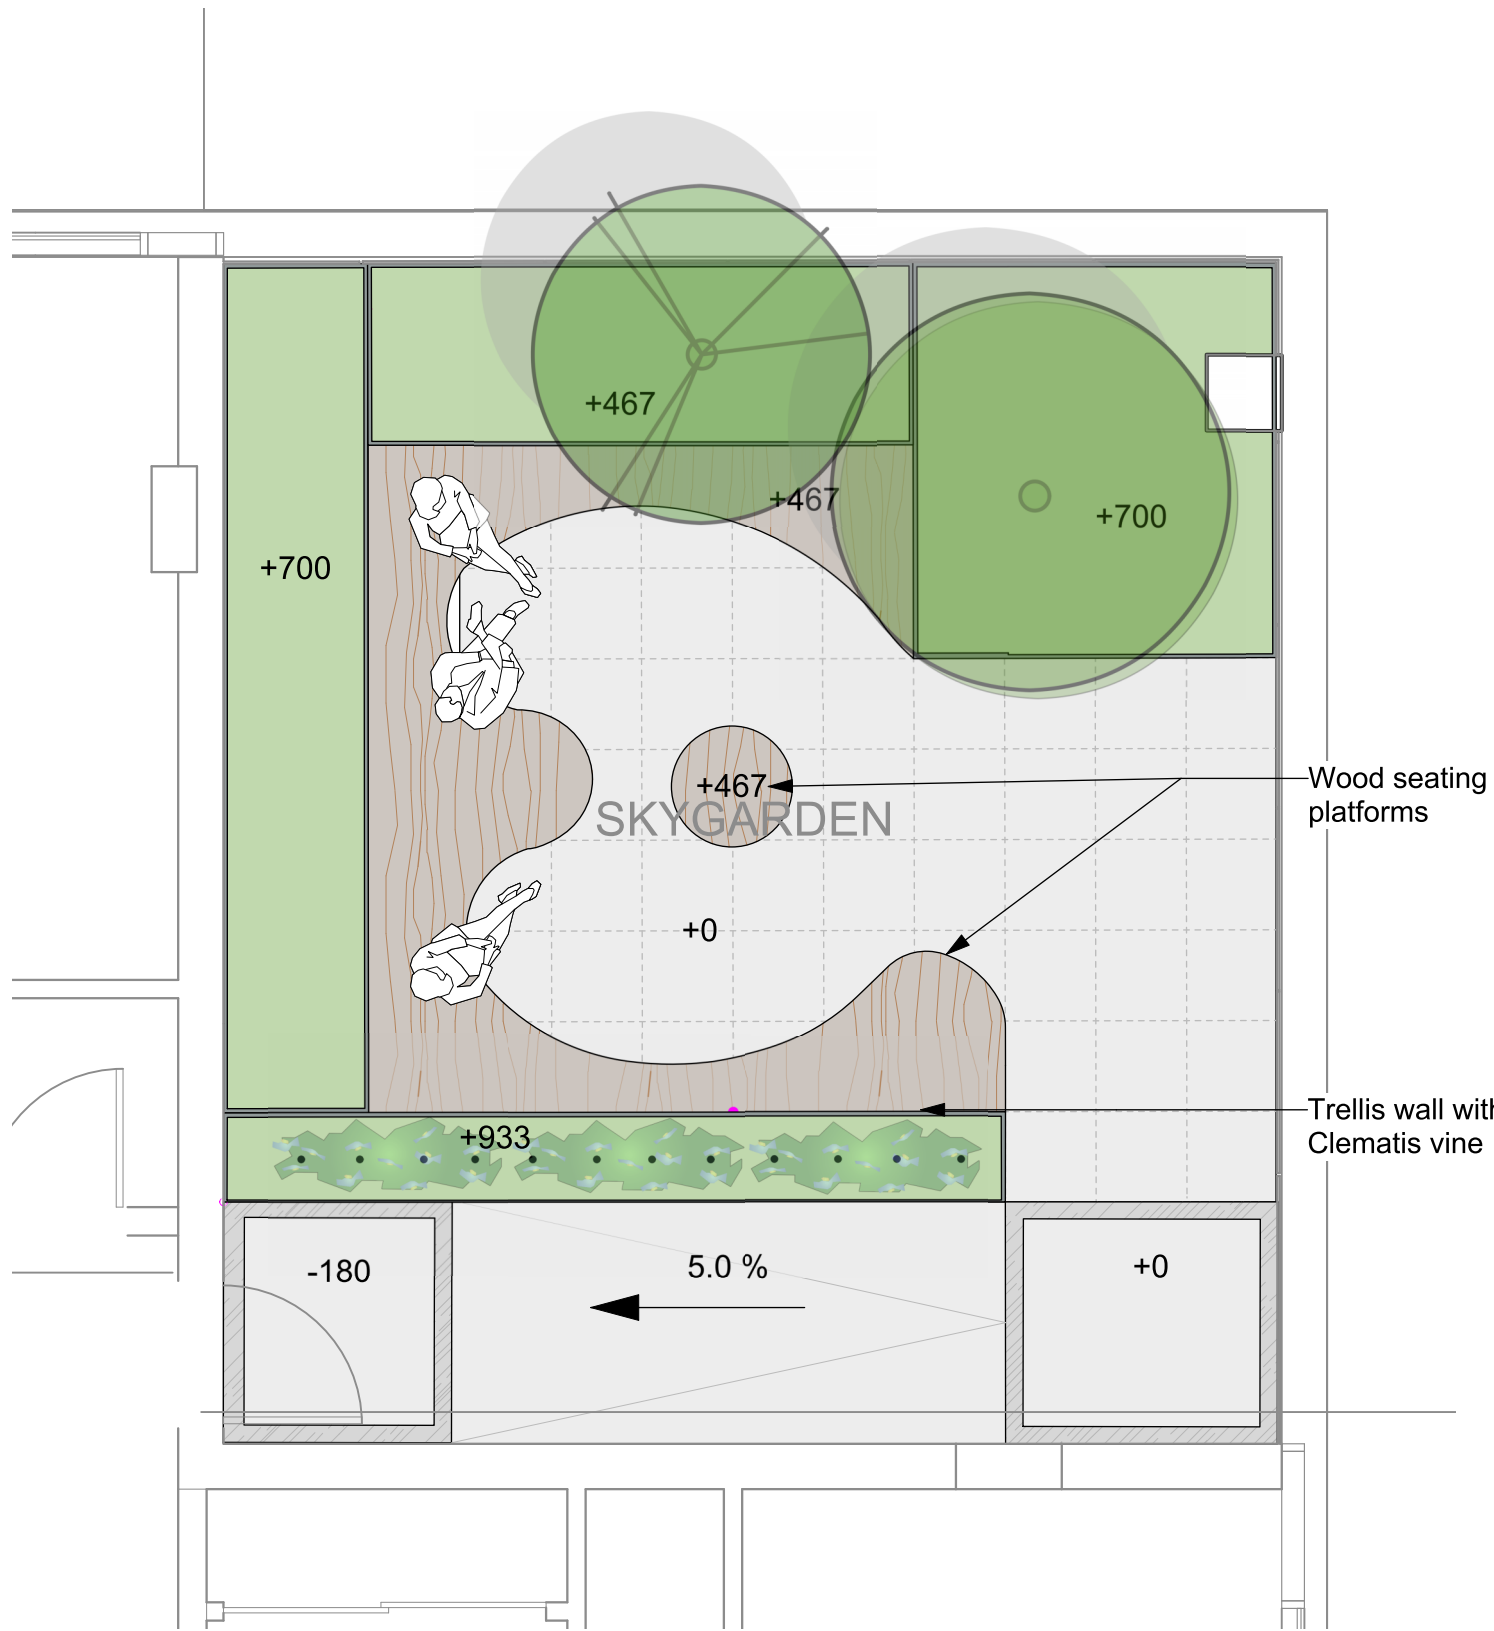 +467
+467
+700
+700
+467
Wood seating
platforms
SKYGARDEN
+0
Trellis wall with
Clematis vine
+933
-180
5.0 %
+0